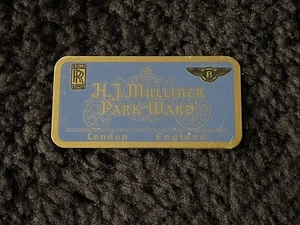 RR
H.J. Mulliner
Park Ward
London England